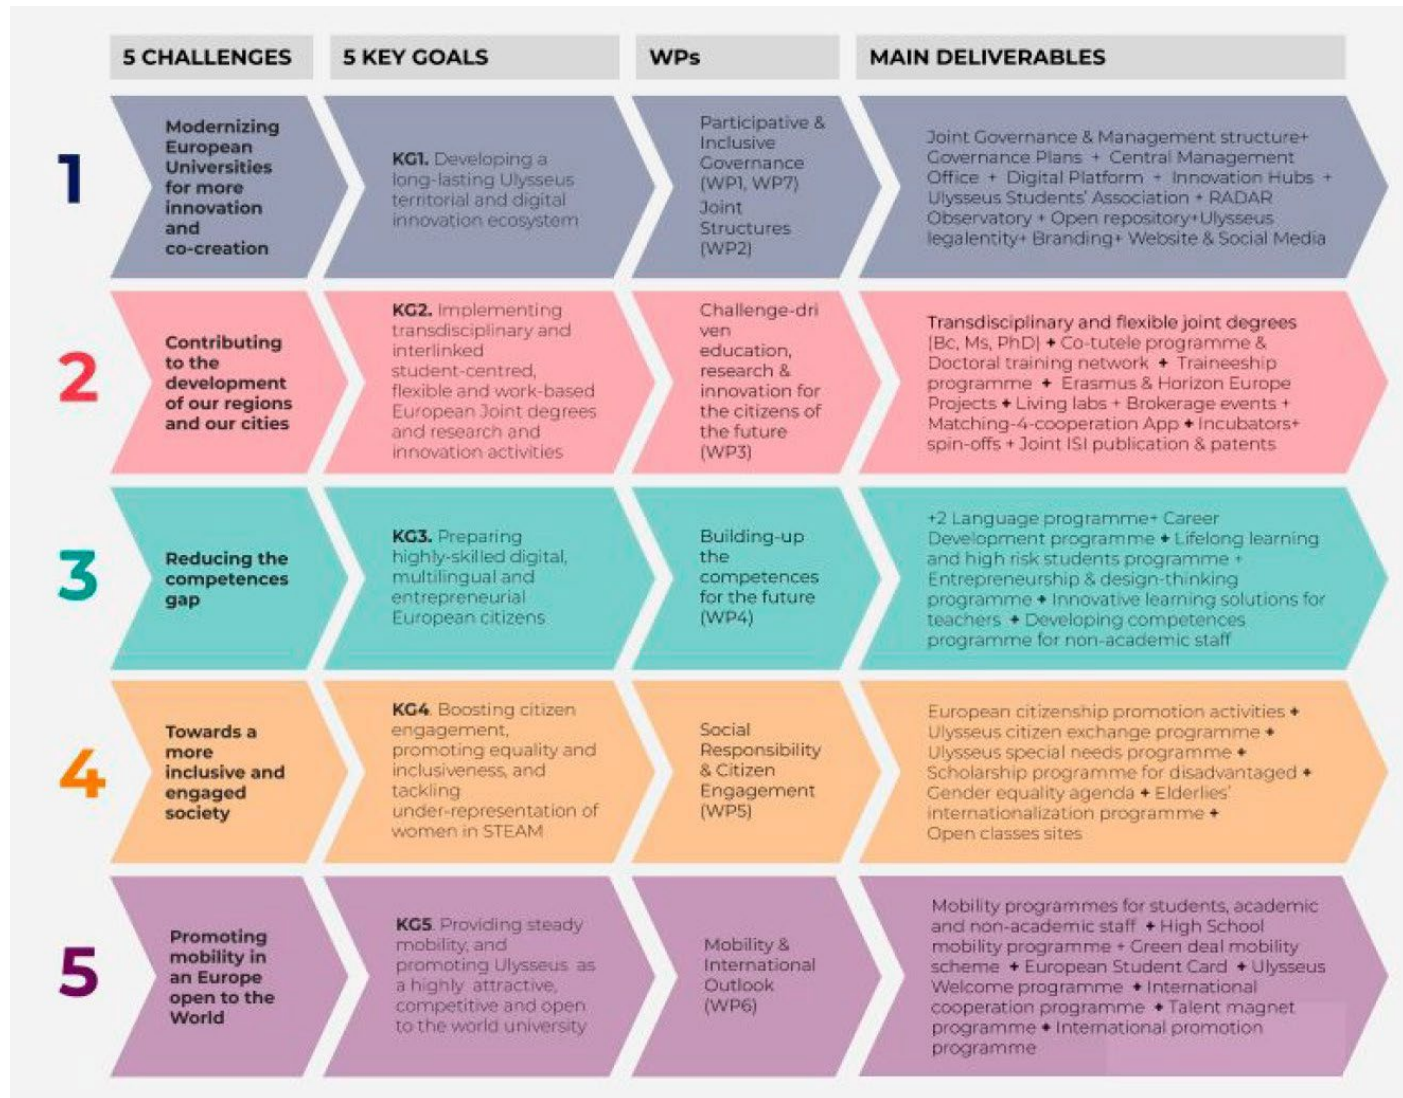 5 CHALLENGES
5 KEY GOALS
WPs
MAIN DELIVERABLES
1
Modernizing
European
Universities
for more
innovation
and
co-creation
KG1. Developing a
long-lasting Ulysseus
territorial and digital
innovation ecosystem
Participative &
Inclusive
Governance
(WP1, WP7)
Joint
Structures
(WP2)
Joint Governance & Management structure+
Governance Plans + Central Management
Office + Digital Platform + Innovation Hubs +
Ulysseus Students' Association + RADAR
Observatory + Open repository+Ulysseus
legalentity+ Branding+ Website & Social Media
2
Contributing
to the
development
of our regions
and our cities
KG2. Implementing
transdisciplinary and
interlinked
student-centred,
flexible and work-based
European Joint degrees
and research and
innovation activities
Challenge-dri
ven
education,
research &
innovation for
the citizens of
the future
(WP3)
Transdisciplinary and flexible joint degrees
[Bc, Ms, PhD] + Co-tutele programme &
Doctoral training network + Traineeship
programme + Erasmus & Horizon Europe
Projects + Living labs + Brokerage events +
Matching-4-cooperation App + Incubators+
spin-offs + Joint ISI publication & patents
3
Reducing the
competences
gap
KG3. Preparing
highly-skilled digital,
multilingual and
entrepreneurial
European citizens
Building-up
the
competences
for the future
(WP4)
+2 Language programme+ Career
Development programme + Lifelong learning
and high risk students programme +
Entrepreneurship & design-thinking
programme + Innovative learning solutions for
teachers + Developing competences
programme for non-academic staff
4
Towards a
more
inclusive and
engaged
society
KG4. Boosting citizen
engagement,
promoting equality and
inclusiveness, and
tackling
under-representation of
women in STEAM
Social
Responsibility
& Citizen
Engagement
(WP5)
European citizenship promotion activities +
Ulysseus citizen exchange programme +
Ulysseus special needs programme +
Scholarship programme for disadvantaged +
Gender equality agenda + Elderlies'
internationalization programme +
Open classes sites
5
Promoting
mobility in
an Europe
open to the
World
KG5. Providing steady
mobility, and
promoting Ulysseus as
a highly attractive,
competitive and open
to the world university
Mobility &
International
Outlook
(WP6)
Mobility programmes for students, academic
and non-academic staff + High School
mobility programme + Green deal mobility
scheme + European Student Card + Ulysseus
Welcome programme + International
cooperation programme + Talent magnet
programme + International promotion
programme